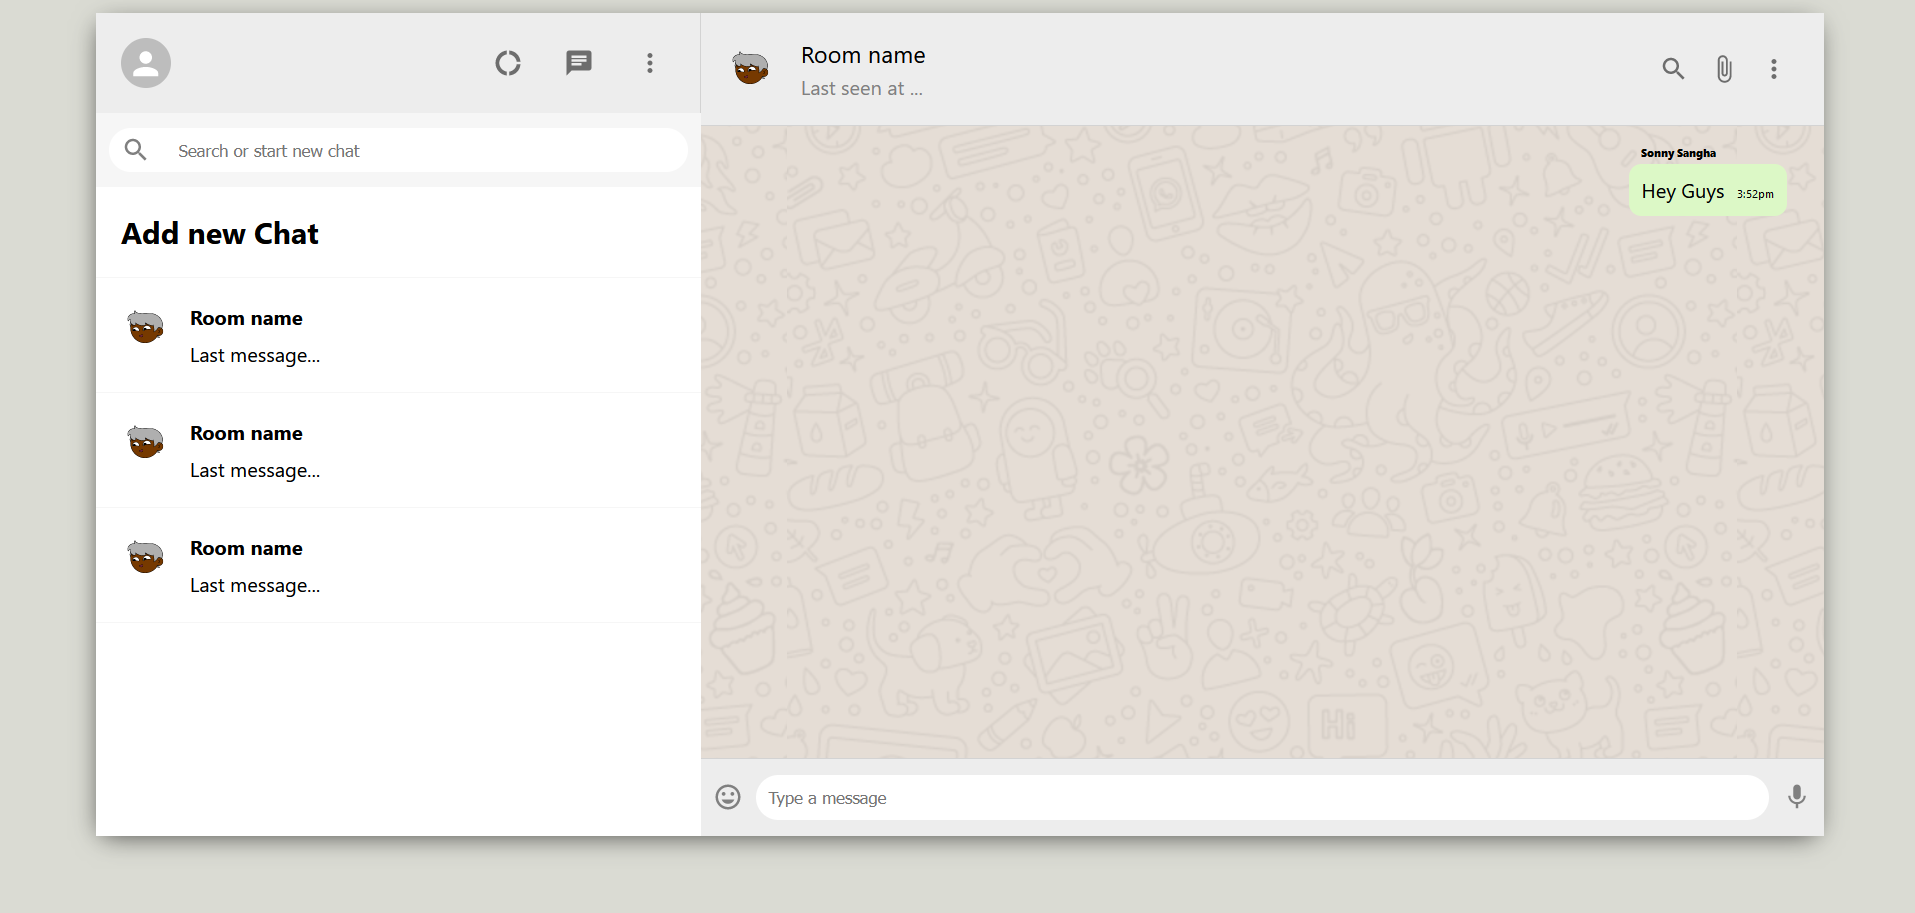 Search or start new chat
Add new Chat
Room name
Last message...
Room name
Last message...
Room name
Last message...
Room name
Last seen at ...
Sonny Sangha
Hey Guys 3:52pm
Hi
Type a message